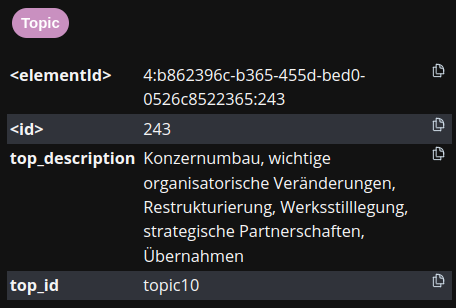 Topic
<elementId> 4:b862396c-b365-455d-bed0-
0526c8522365:243
<id> 243
top_description Konzernumbau, wichtige
organisatorische Veränderungen,
Restrukturierung, Werksstilllegung,
strategische Partnerschaften,
Übernahmen
top_id topic10